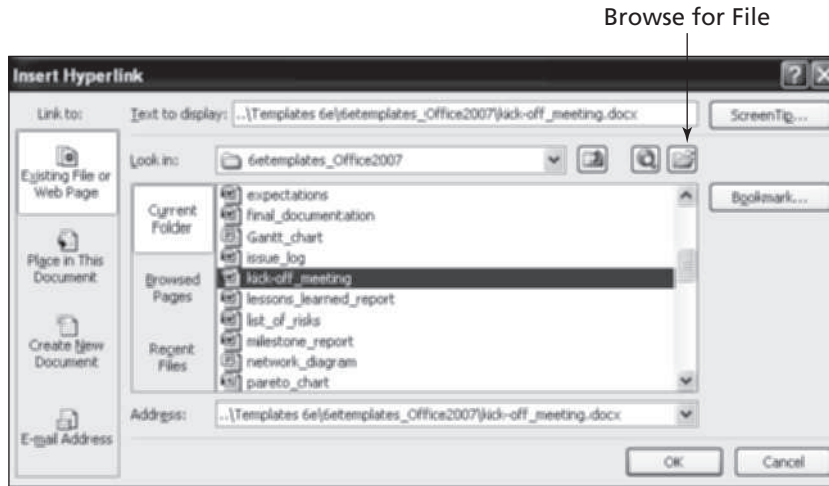 Browse for File
Insert Hyperlink
Link to:
Text to display: ..\Templates 6e\6etemplates_Office2007\kick-off_meeting.docx
ScreenTip...
Look in: 6etemplates_Office2007
Existing File or
Web Page
Place in This
Document
Create New
Document
E-mail Address
Current
Folder
Browsed
Pages
Recent
Files
expectations
final_documentation
Gantt_chart
issue_log
kick-off_meeting
lessons_learned_report
list_of_risks
milestone_report
network_diagram
pareto_chart
Bookmark...
Address: ..\Templates 6e\6etemplates_Office2007\kick-off_meeting.docx
OK
Cancel